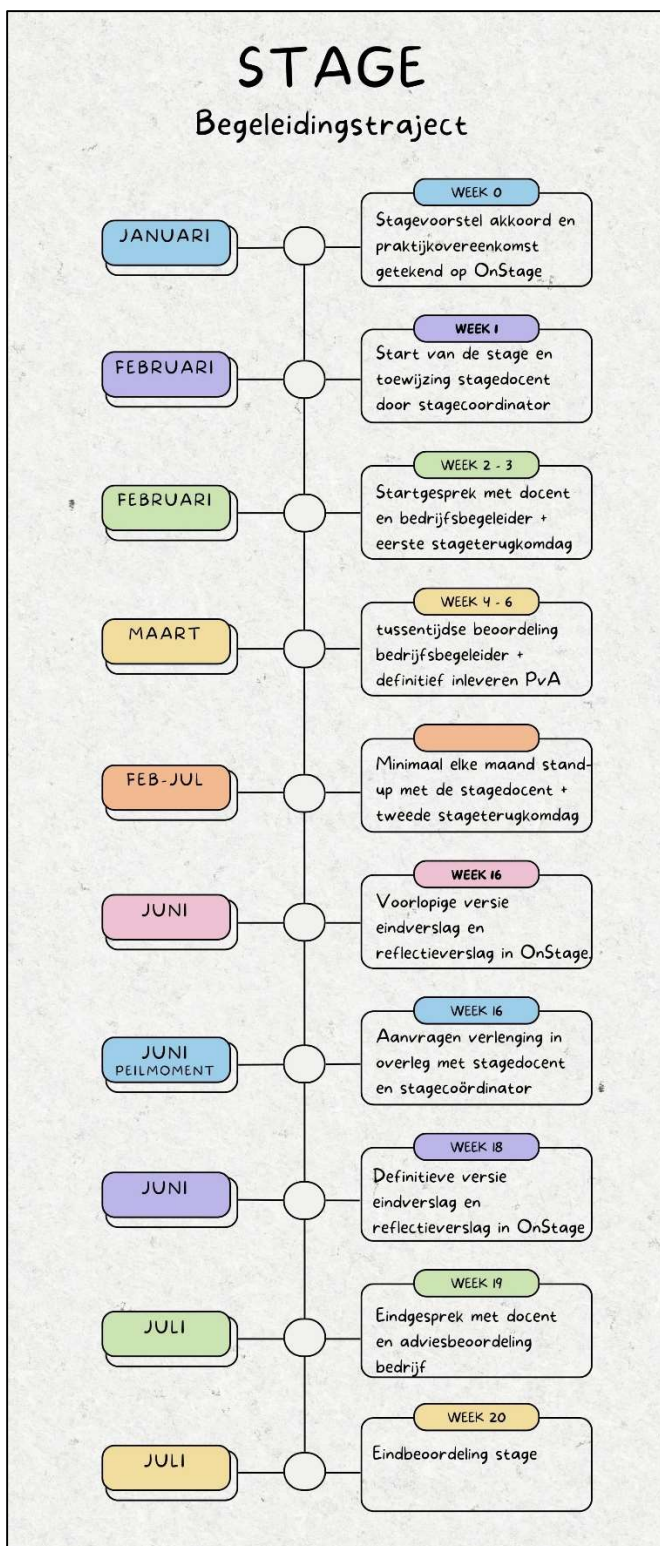 STAGE
Begeleidingstraject
JANUARI
WEEK 0
Stagevoorstel akkoord en
praktijkovereenkomst
getekend op OnStage
FEBRUARI
WEEK 1
Start van de stage en
toewijzing stagedocent
door stagecoordinator
FEBRUARI
WEEK 2 - 3
Startgesprek met docent
en bedrijfsbegeleider +
eerste stageterugkomdag
MAART
WEEK 4 - 6
tussentijdse beoordeling
bedrijfsbegeleider +
definitief inleveren PvA
FEB-JUL
Minimaal elke maand stand-
up met de stagedocent +
tweede stageterugkomdag
JUNI
WEEK 16
Voorlopige versie
eindverslag en
reflectieverslag in OnStage.
JUNI
PEILMOMENT
WEEK 16
Aanvragen verlenging in
overleg met stagedocent
en stagecoördinator
JUNI
WEEK 18
Definitieve versie
eindverslag en
reflectieverslag in OnStage
JULI
WEEK 19
Eindgesprek met docent
en adviesbeoordeling
bedrijf
JULI
WEEK 20
Eindbeoordeling stage